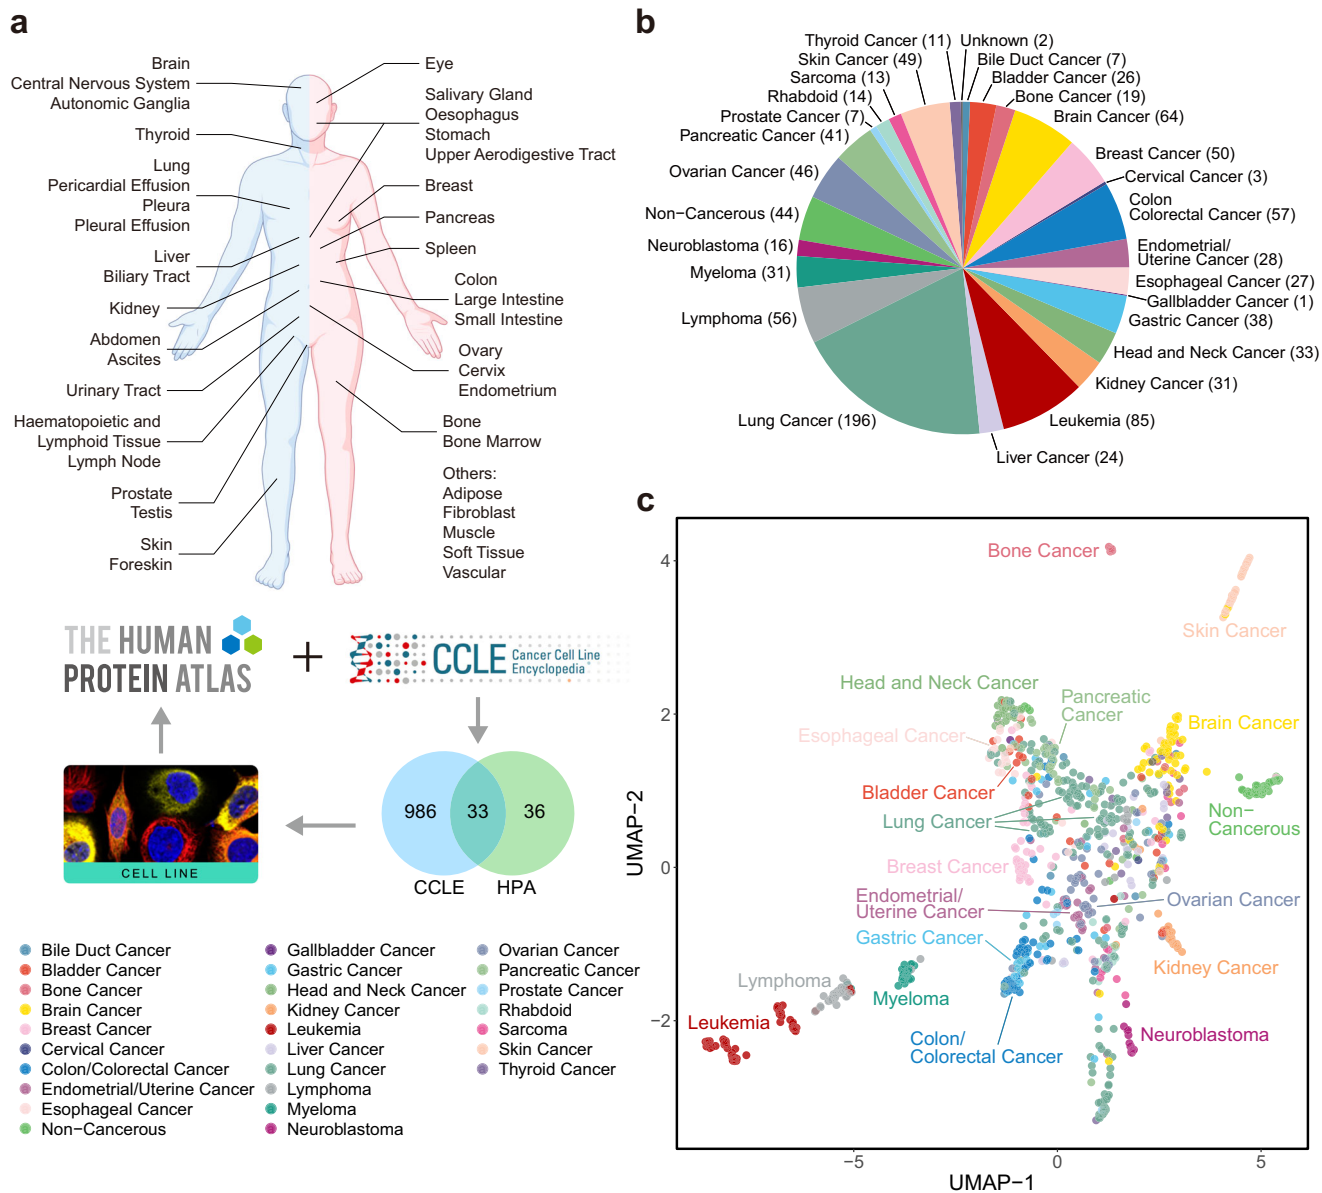 a
Brain
Central Nervous System
Autonomic Ganglia
Thyroid
Lung
Pericardial Effusion
Pleura
Pleural Effusion
Liver
Biliary Tract
Kidney
Abdomen
Ascites
Urinary Tract
Haematopoietic and
Lymphoid Tissue
Lymph Node
Prostate
Testis
Skin
Foreskin
Eye
Salivary Gland
Oesophagus
Stomach
Upper Aerodigestive Tract
Breast
Pancreas
Spleen
Colon
Large Intestine
Small Intestine
Ovary
Cervix
Endometrium
Bone
Bone Marrow
Others:
Adipose
Fibroblast
Muscle
Soft Tissue
Vascular
THE HUMAN
PROTEIN ATLAS
+
CCLE
Cancer Cell Line
Encyclopedia
986
33
36
CCLE
HPA
CELL LINE
b
Thyroid Cancer (11)
Unknown (2)
Skin Cancer (49)
Bile Duct Cancer (7)
Sarcoma (13)
Bladder Cancer (26)
Rhabdoid (14)
Bone Cancer (19)
Prostate Cancer (7)
Brain Cancer (64)
Pancreatic Cancer (41)
Breast Cancer (50)
Ovarian Cancer (46)
Cervical Cancer (3)
Colon
Colorectal Cancer (57)
Non−Cancerous (44)
Endometrial/
Uterine Cancer (28)
Neuroblastoma (16)
Esophageal Cancer (27)
Myeloma (31)
Gallbladder Cancer (1)
Gastric Cancer (38)
Lymphoma (56)
Head and Neck Cancer (33)
Kidney Cancer (31)
Lung Cancer (196)
Leukemia (85)
Liver Cancer (24)
c
Bone Cancer
Skin Cancer
Head and Neck Cancer
Pancreatic
Cancer
Esophageal Cancer
Brain Cancer
Bladder Cancer
Non−
Cancerous
Lung Cancer
Breast Cancer
Endometrial/
Uterine Cancer
Ovarian Cancer
Gastric Cancer
Kidney Cancer
Lymphoma
Myeloma
Leukemia
Colon/
Colorectal Cancer
Neuroblastoma
4
2
0
−2
UMAP−2
−5
0
5
UMAP−1
Bile Duct Cancer
Bladder Cancer
Bone Cancer
Brain Cancer
Breast Cancer
Cervical Cancer
Colon/Colorectal Cancer
Endometrial/Uterine Cancer
Esophageal Cancer
Non−Cancerous
Gallbladder Cancer
Gastric Cancer
Head and Neck Cancer
Kidney Cancer
Leukemia
Liver Cancer
Lung Cancer
Lymphoma
Myeloma
Neuroblastoma
Ovarian Cancer
Pancreatic Cancer
Prostate Cancer
Rhabdoid
Sarcoma
Skin Cancer
Thyroid Cancer